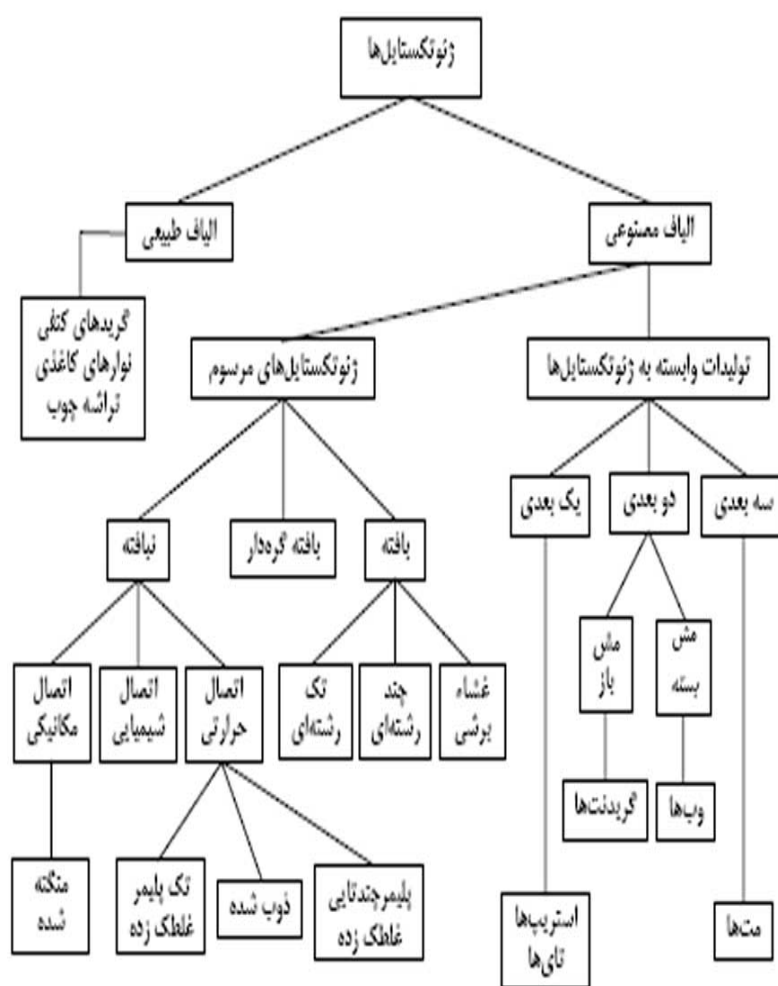 ژئوتکستایل‌ها
الیاف طبیعی
الیاف مصنوعی
گریدهای کنفی
نوارهای کاغذی
تراشه چوب
ژئوتکستایل‌های مرسوم
تولیدات وابسته به ژئوتکستایل‌ها
سه بعدی
دو بعدی
یک بعدی
بافته
بافته گره‌دار
نبافته
مش
بسته
مش
باز
غشاء
برشی
چند
رشته‌ای
تک
رشته‌ای
اتصال
حرارتی
اتصال
شیمیایی
اتصال
مکانیکی
وب‌ها
گریدنت‌ها
مت‌ها
استریپ‌ها
تای‌ها
پلیمرچندتایی
غلطک زده
ذوب شده
تک پلیمر
غلطک زده
منگته
شده